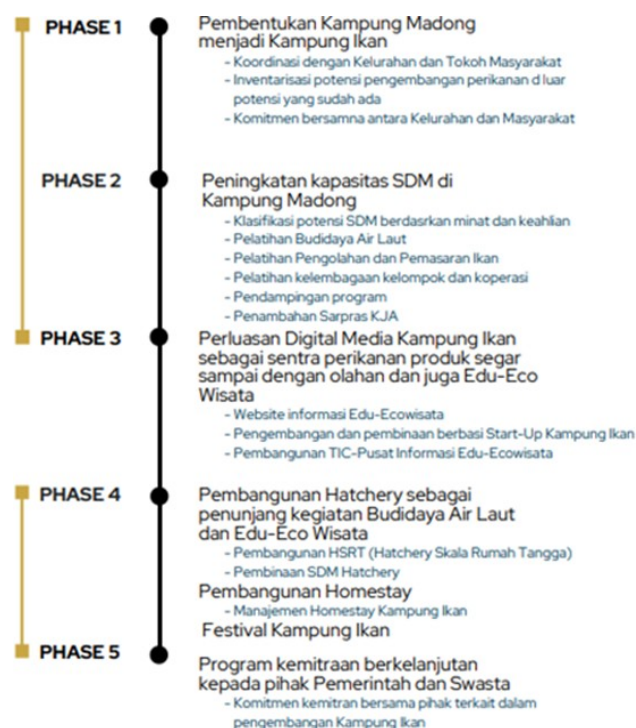 PHASE 1
Pembentukan Kampung Madong
menjadi Kampung Ikan
- Koordinasi dengan Kelurahan dan Tokoh Masyarakat
- Inventarisasi potensi pengembangan perikanan d luar
potensi yang sudah ada
- Komitmen bersamna antara Kelurahan dan Masyarakat
PHASE 2
Peningkatan kapasitas SDM di
Kampung Madong
- Klasifikasi potensi SDM berdasrkan minat dan keahlian
- Pelatihan Budidaya Air Laut
- Pelatihan Pengolahan dan Pemasaran Ikan
- Pelatihan kelembagaan kelompok dan koperasi
- Pendampingan program
- Penambahan Sarpras KJA
PHASE 3
Perluasan Digital Media Kampung Ikan
sebagai sentra perikanan produk segar
sampai dengan olahan dan juga Edu-Eco
Wisata
- Website informasi Edu-Ecowisata
- Pengembangan dan pembinaan berbasi Start-Up Kampung Ikan
- Pembangunan TIC-Pusat Informasi Edu-Ecowisata
PHASE 4
Pembangunan Hatchery sebagai
penunjang kegiatan Budidaya Air Laut
dan Edu-Eco Wisata
- Pembangunan HSRT (Hatchery Skala Rumah Tangga)
- Pembinaan SDM Hatchery
Pembangunan Homestay
- Manajemen Homestay Kampung Ikan
Festival Kampung Ikan
PHASE 5
Program kemitraan berkelanjutan
kepada pihak Pemerintah dan Swasta
- Komitmen kemitran bersama pihak terkait dalam
pengembangan Kampung Ikan